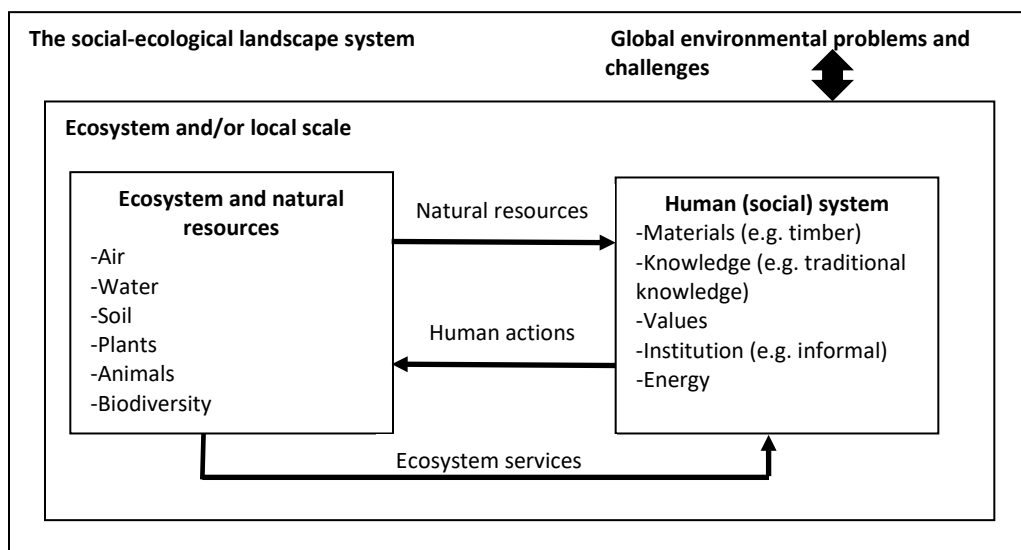 The social-ecological landscape system
Global environmental problems and
challenges
Ecosystem and/or local scale
Ecosystem and natural
resources
-Air
-Water
-Soil
-Plants
-Animals
-Biodiversity
Natural resources
Human actions
Ecosystem services
Human (social) system
-Materials (e.g. timber)
-Knowledge (e.g. traditional
knowledge)
-Values
-Institution (e.g. informal)
-Energy